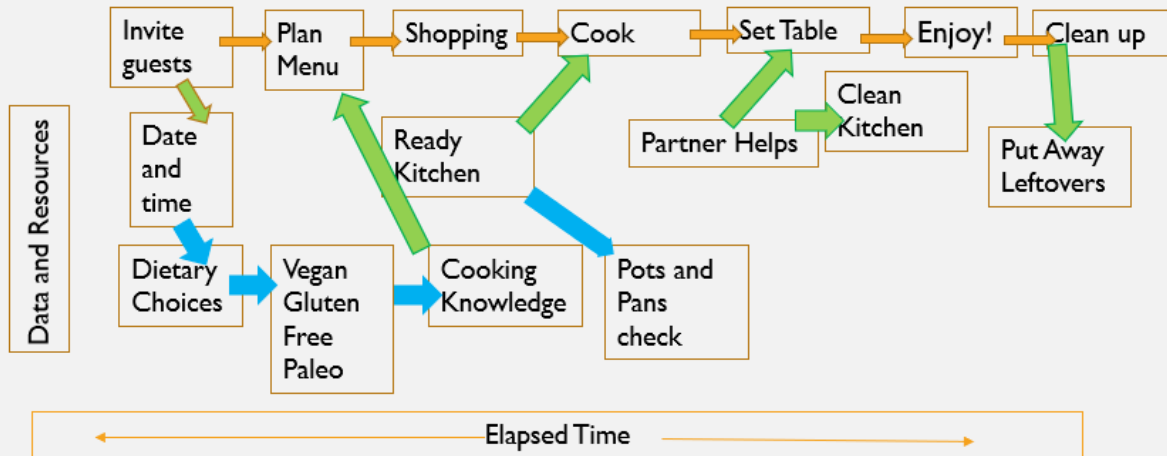 Invite
guests
Plan
Menu
Shopping
Cook
Set Table
Enjoy!
Clean up
Data and Resources
Date
and
time
Ready
Kitchen
Partner Helps
Clean
Kitchen
Put Away
Leftovers
Dietary
Choices
Vegan
Gluten
Free
Paleo
Cooking
Knowledge
Pots and
Pans
check
Elapsed Time